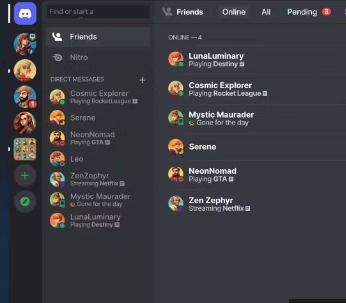 Find or start a
Friends
Nitro
DIRECT MESSAGES
Cosmic Explorer
Playing RocketLeague
Serene
NeonNomad
Playing GTA
Leo
ZenZephyr
Streaming Netflix
Mystic Maurader
Gone for the day
LunaLuminary
Playing Destiny
1
Friends Online All Pending 3
ONLINE — 4
LunaLuminary
Playing Destiny
Cosmic Explorer
Playing Rocket League
Mystic Maurader
Gone for the day
Serene
NeonNomad
Playing GTA
Zen Zephyr
Streaming Netflix